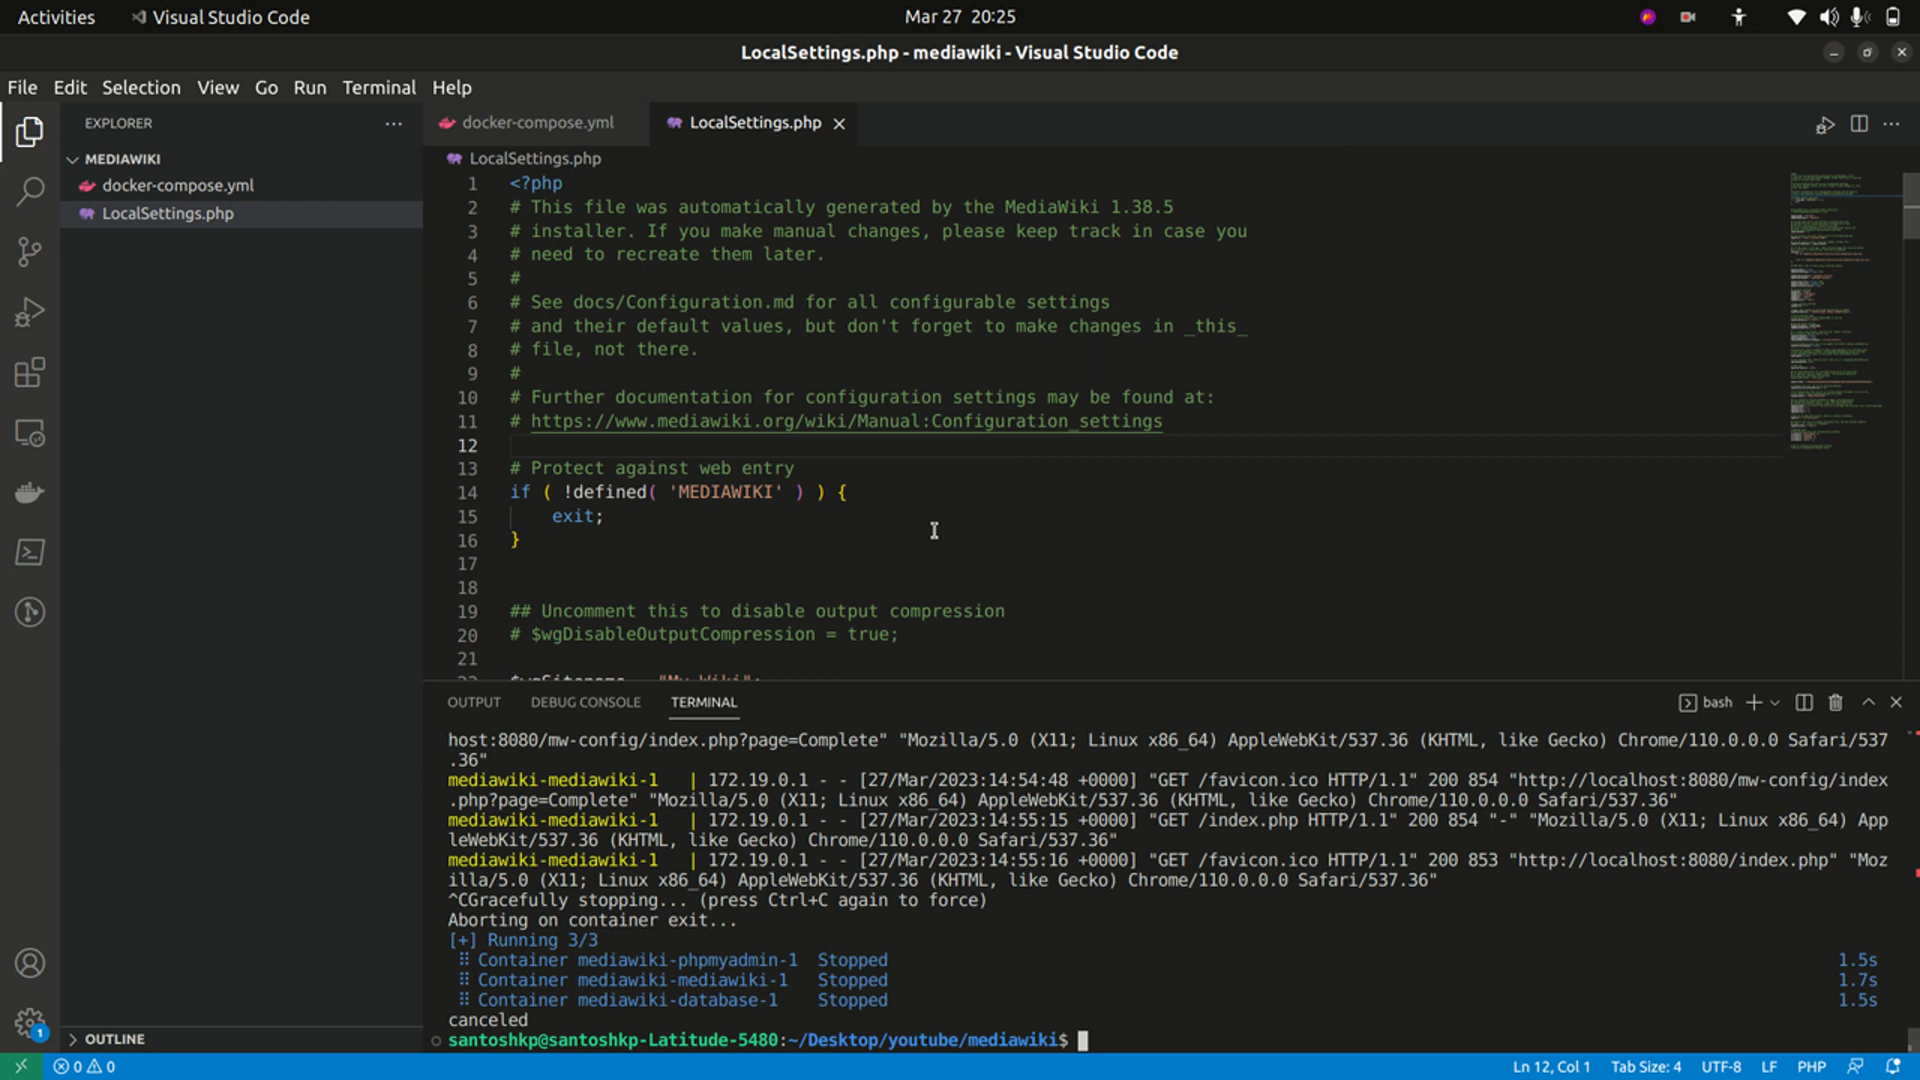 Activities
Visual Studio Code
Mar 27 20:25
LocalSettings.php - mediawiki - Visual Studio Code
File Edit Selection View Go Run Terminal Help
EXPLORER
MEDIAWIKI
docker-compose.yml
LocalSettings.php
OUTLINE
docker-compose.yml
LocalSettings.php
LocalSettings.php
1 <?php
2 # This file was automatically generated by the MediaWiki 1.38.5
3 # installer. If you make manual changes, please keep track in case you
4 # need to recreate them later.
5 #
6 # See docs/Configuration.md for all configurable settings
7 # and their default values, but don't forget to make changes in _this_
8 # file, not there.
9 #
10 # Further documentation for configuration settings may be found at:
11 # https://www.mediawiki.org/wiki/Manual:Configuration_settings
12
13 # Protect against web entry
14 if ( !defined( 'MEDIAWIKI' ) ) {
15 exit;
16 }
17
18
19 ## Uncomment this to disable output compression
20 # $wgDisableOutputCompression = true;
21
OUTPUT DEBUG CONSOLE TERMINAL
bash
host:8080/mw-config/index.php?page=Complete" "Mozilla/5.0 (X11; Linux x86_64) AppleWebKit/537.36 (KHTML, like Gecko) Chrome/110.0.0.0 Safari/537
.36"
mediawiki-mediawiki-1 | 172.19.0.1 - - [27/Mar/2023:14:54:48 +0000] "GET /favicon.ico HTTP/1.1" 200 854 "http://localhost:8080/mw-config/index
.php?page=Complete" "Mozilla/5.0 (X11; Linux x86_64) AppleWebKit/537.36 (KHTML, like Gecko) Chrome/110.0.0.0 Safari/537.36"
mediawiki-mediawiki-1 | 172.19.0.1 - - [27/Mar/2023:14:55:15 +0000] "GET /index.php HTTP/1.1" 200 854 "-" "Mozilla/5.0 (X11; Linux x86_64) App
leWebKit/537.36 (KHTML, like Gecko) Chrome/110.0.0.0 Safari/537.36"
mediawiki-mediawiki-1 | 172.19.0.1 - - [27/Mar/2023:14:55:16 +0000] "GET /favicon.ico HTTP/1.1" 200 853 "http://localhost:8080/index.php" "Moz
illa/5.0 (X11; Linux x86_64) AppleWebKit/537.36 (KHTML, like Gecko) Chrome/110.0.0.0 Safari/537.36"
^CGracefully stopping... (press Ctrl+C again to force)
Aborting on container exit...
[+] Running 3/3
Container mediawiki-phpmyadmin-1 Stopped 1.5s
Container mediawiki-mediawiki-1 Stopped 1.7s
Container mediawiki-database-1 Stopped 1.5s
canceled
santoshkp@santoshkp-Latitude-5480:~/Desktop/youtube/mediawiki$
1
0 0
Ln 12, Col 1 Tab Size: 4 UTF-8 LF PHP